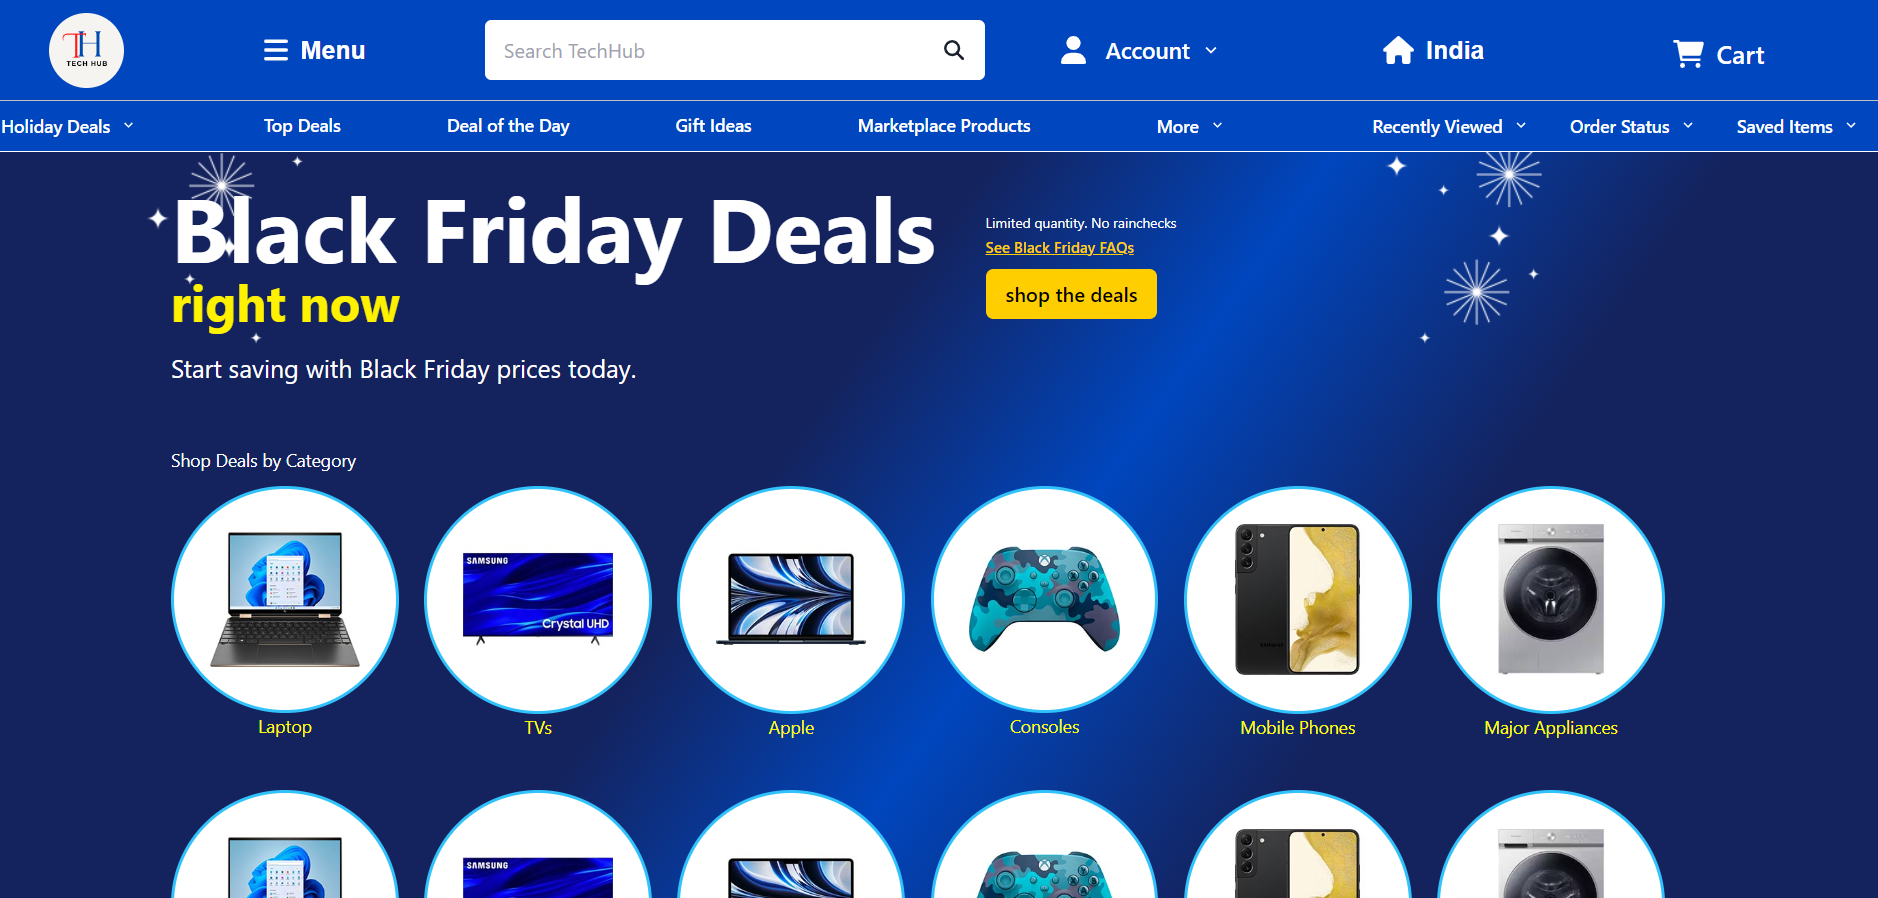 TH
TECH HUB
Menu
Search TechHub
Account
India
Cart
Holiday Deals
Top Deals
Deal of the Day
Gift Ideas
Marketplace Products
More
Recently Viewed
Order Status
Saved Items
Black Friday Deals
right now
Start saving with Black Friday prices today.
Limited quantity. No rainchecks
See Black Friday FAQs
shop the deals
Shop Deals by Category
SAMSUNG
Crystal UHD
SAMSUNG
Laptop
TVs
Apple
Consoles
Mobile Phones
Major Appliances
SAMSUNG